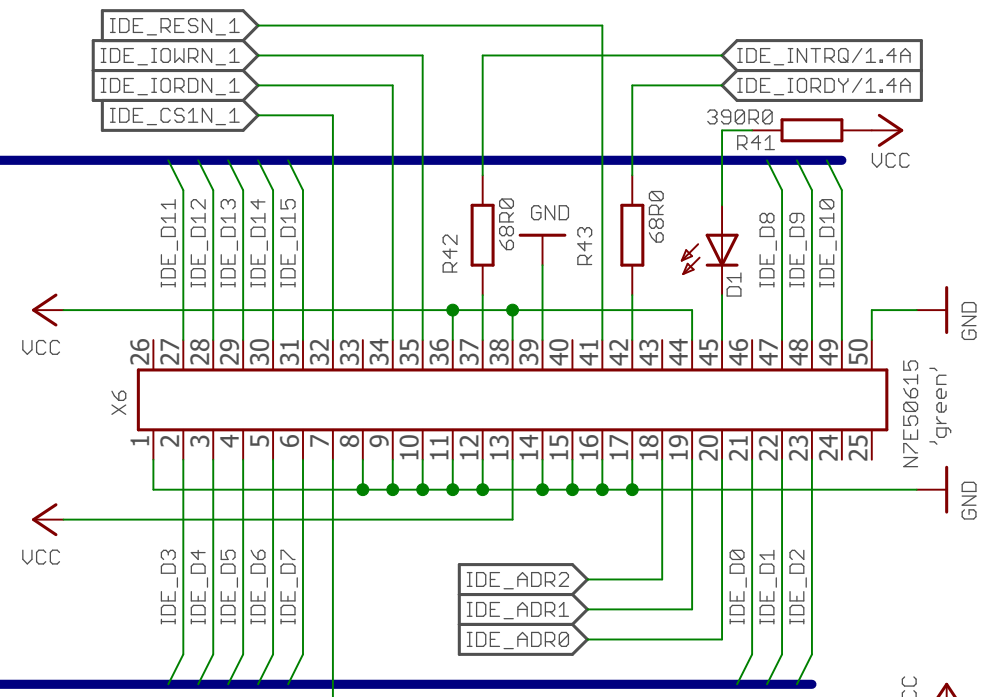 IDE_RESN_1
IDE_IOWRN_1
IDE_IORDN_1
IDE_CS1N_1
IDE_INTRQ/1.4A
IDE_IORDY/1.4A
390R0
R41
VCC
IDE_D11
IDE_D12
IDE_D13
IDE_D14
IDE_D15
R42
68R0
GND
R43
68R0
D1
IDE_D8
IDE_D9
IDE_D10
VCC
GND
26 27 28 29 30 31 32 33 34 35 36 37 38 39 40 41 42 43 44 45 46 47 48 49 50
X6
N7E50615
'green'
1 2 3 4 5 6 7 8 9 10 11 12 13 14 15 16 17 18 19 20 21 22 23 24 25
GND
VCC
IDE_D3
IDE_D4
IDE_D5
IDE_D6
IDE_D7
IDE_ADR2
IDE_ADR1
IDE_ADR0
IDE_D0
IDE_D1
IDE_D2
CC